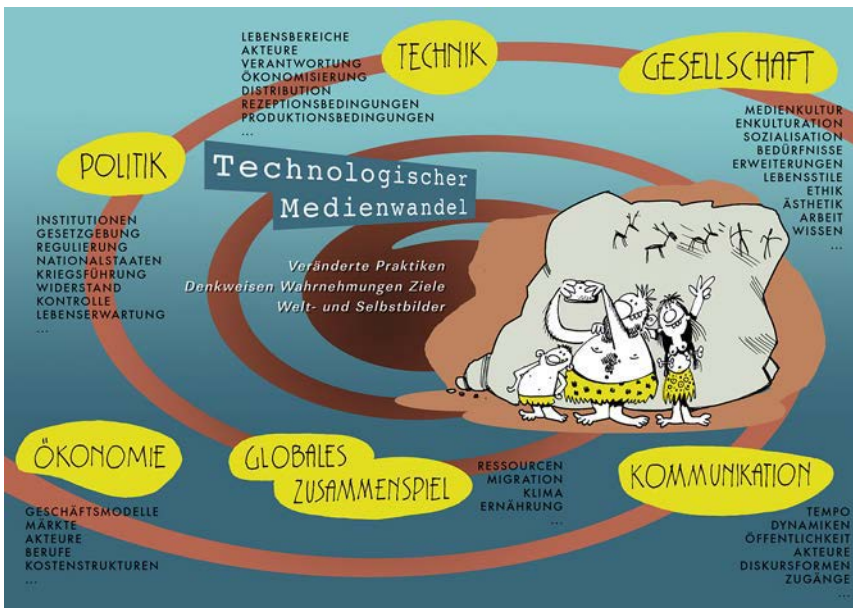 TECHNIK
LEBENSBEREICHE
AKTEURE
VERANTWORTUNG
ÖKONOMISIERUNG
DISTRIBUTION
REZEPTIONSBEDINGUNGEN
PRODUKTIONSBEDINGUNGEN
...
GESELLSCHAFT
MEDIENKULTUR
ENKULTURATION
SOZIALISATION
BEDÜRFNISSE
ERWEITERUNGEN
LEBENSSTILE
ETHIK
ÄSTHETIK
ARBEIT
WISSEN
...
POLITIK
INSTITUTIONEN
GESETZGEBUNG
REGULIERUNG
NATIONALSTAATEN
KRIEGSFÜHRUNG
WIDERSTAND
KONTROLLE
LEBENSERWARTUNG
...
Technologischer
Medienwandel
Veränderte Praktiken
Denkweisen Wahrnehmungen Ziele
Welt- und Selbstbilder
ÖKONOMIE
GESCHÄFTSMODELLE
MÄRKTE
AKTEURE
BERUFE
KOSTENSTRUKTUREN
...
GLOBALES
ZUSAMMENSPIEL
RESSOURCEN
MIGRATION
KLIMA
ERNÄHRUNG
...
KOMMUNIKATION
TEMPO
DYNAMIKEN
ÖFFENTLICHKEIT
AKTEURE
DISKURSFORMEN
ZUGÄNGE
...